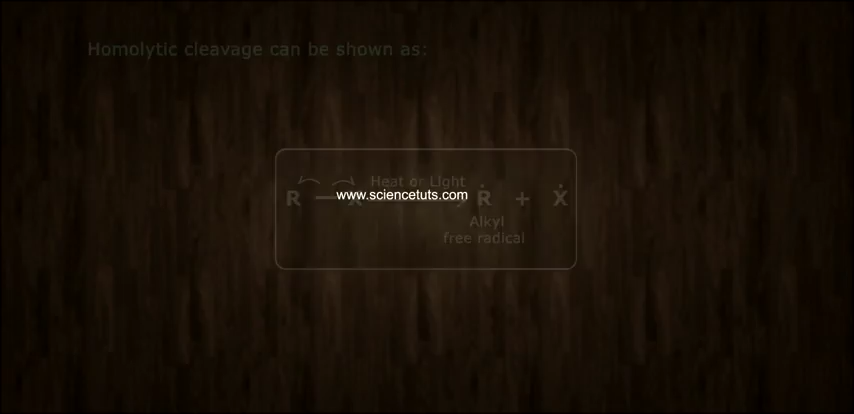 Homolytic cleavage can be shown as:
Heat or Light
R — X → Ṙ + Ẋ
www.sciencetuts.com
Alkyl
free radical